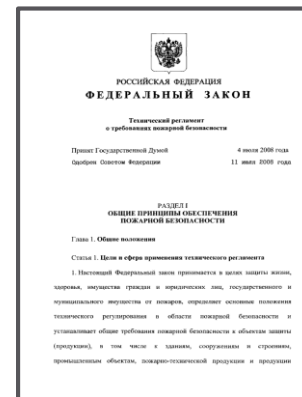 РОССИЙСКАЯ ФЕДЕРАЦИЯ
ФЕДЕРАЛЬНЫЙ ЗАКОН
Технический регламент
о требованиях пожарной безопасности
Принят Государственной Думой 4 июля 2008 года
Одобрен Советом Федерации 11 июля 2008 года
РАЗДЕЛ I
ОБЩИЕ ПРИНЦИПЫ ОБЕСПЕЧЕНИЯ
ПОЖАРНОЙ БЕЗОПАСНОСТИ
Глава 1. Общие положения
Статья 1. Цели и сфера применения технического регламента
1. Настоящий Федеральный закон принимается в целях защиты жизни,
здоровья, имущества граждан и юридических лиц, государственного и
муниципального имущества от пожаров, определяет основные положения
технического регулирования в области пожарной безопасности и
устанавливает общие требования пожарной безопасности к объектам защиты
(продукции), в том числе к зданиям, сооружениям и строениям,
промышленным объектам, пожарно-технической продукции и продукции